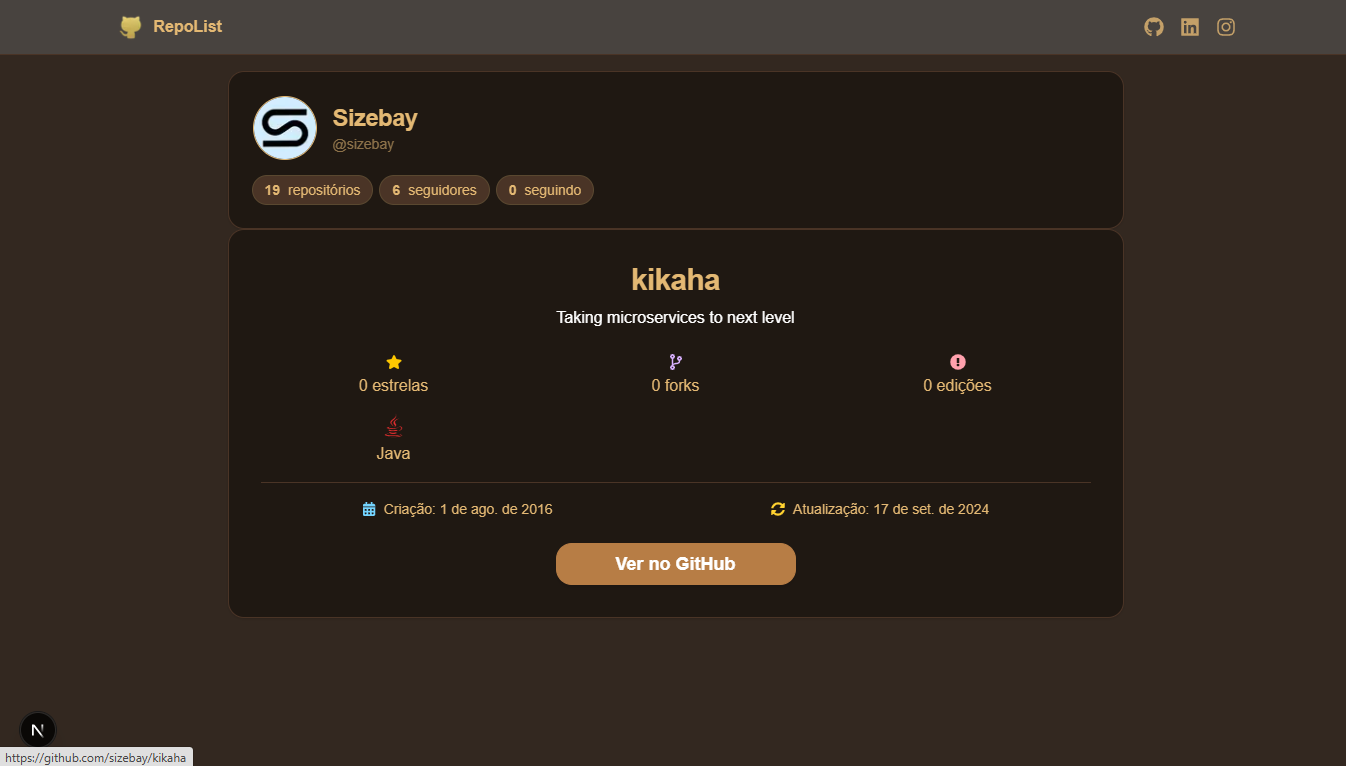 RepoList
Sizebay
@sizebay
19 repositórios 6 seguidores 0 seguindo
kikaha
Taking microservices to next level
0 estrelas 0 forks 0 edições
Java
Criação: 1 de ago. de 2016 Atualização: 17 de set. de 2024
Ver no GitHub
N
https://github.com/sizebay/kikaha